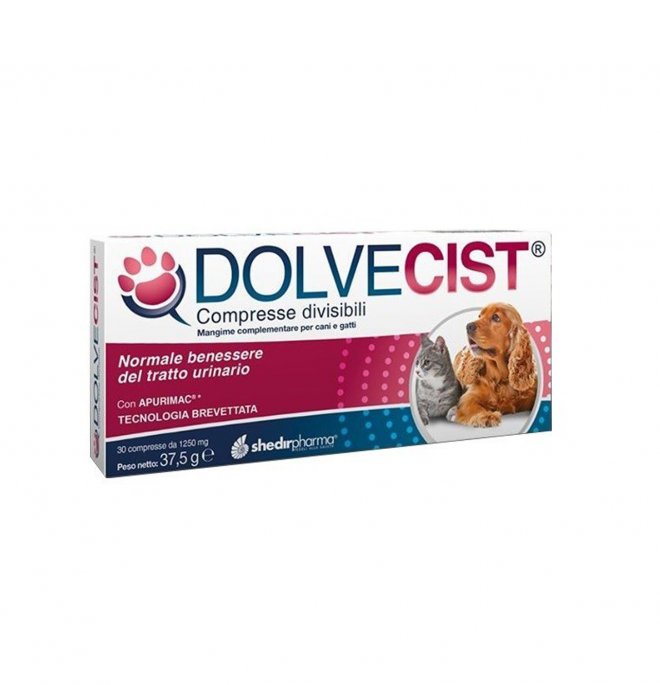 DOLVECIST®
Compresse divisibili
Mangime complementare per cani e gatti
Normale benessere
del tratto urinario
Con APURIMAC®*
TECNOLOGIA BREVETTATA
30 compresse da 1250 mg
Peso netto: 37,5 g ℮
shedirpharma®
DOLVECIST